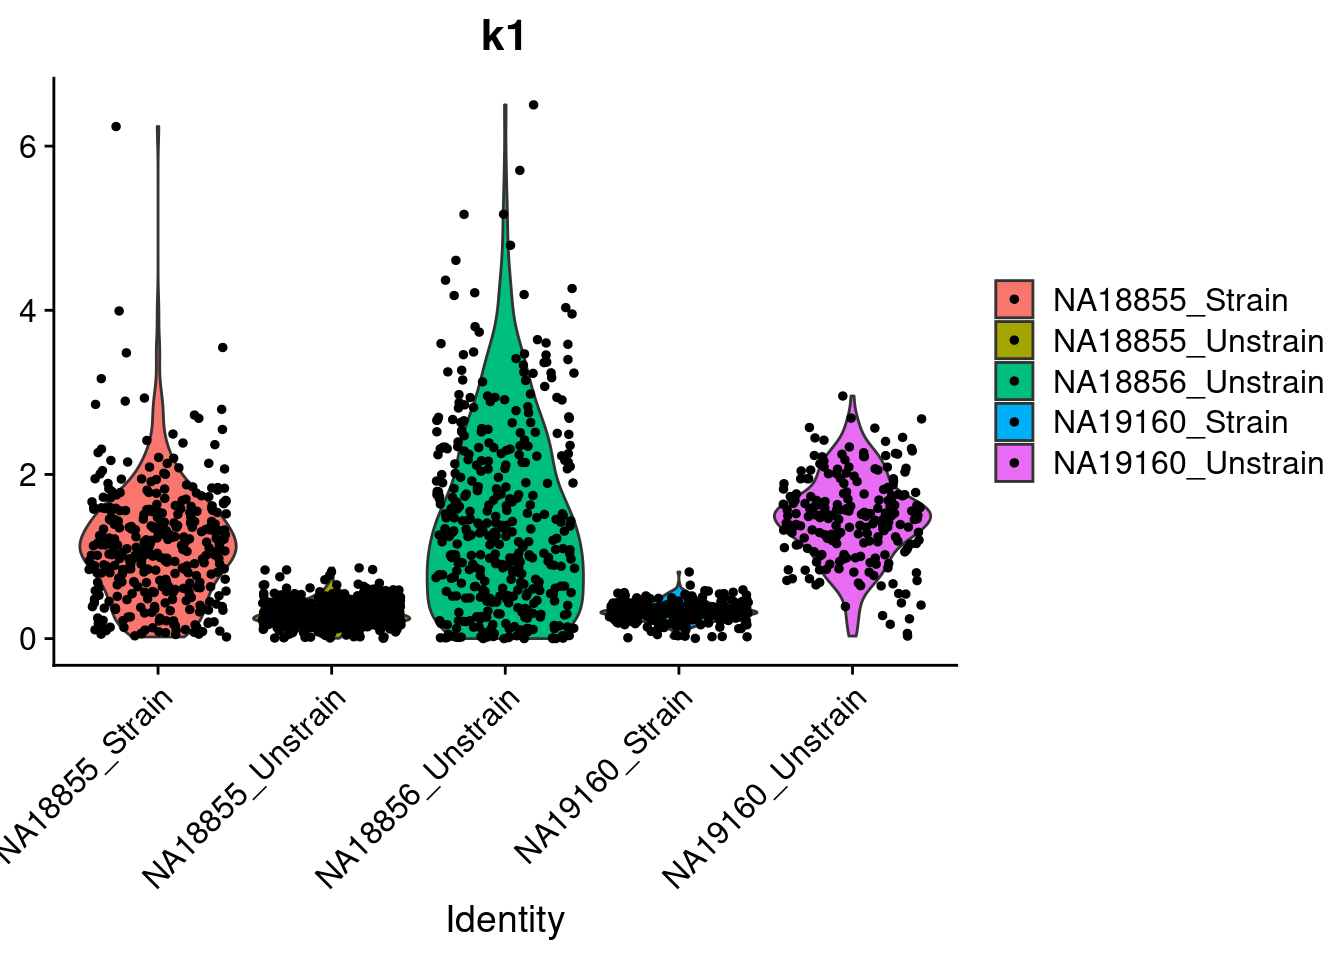 k1
6
4
2
0
NA18855_Strain
NA18855_Unstrain
NA18856_Unstrain
NA19160_Strain
NA19160_Unstrain
Identity
NA18855_Strain
NA18855_Unstrain
NA18856_Unstrain
NA19160_Strain
NA19160_Unstrain